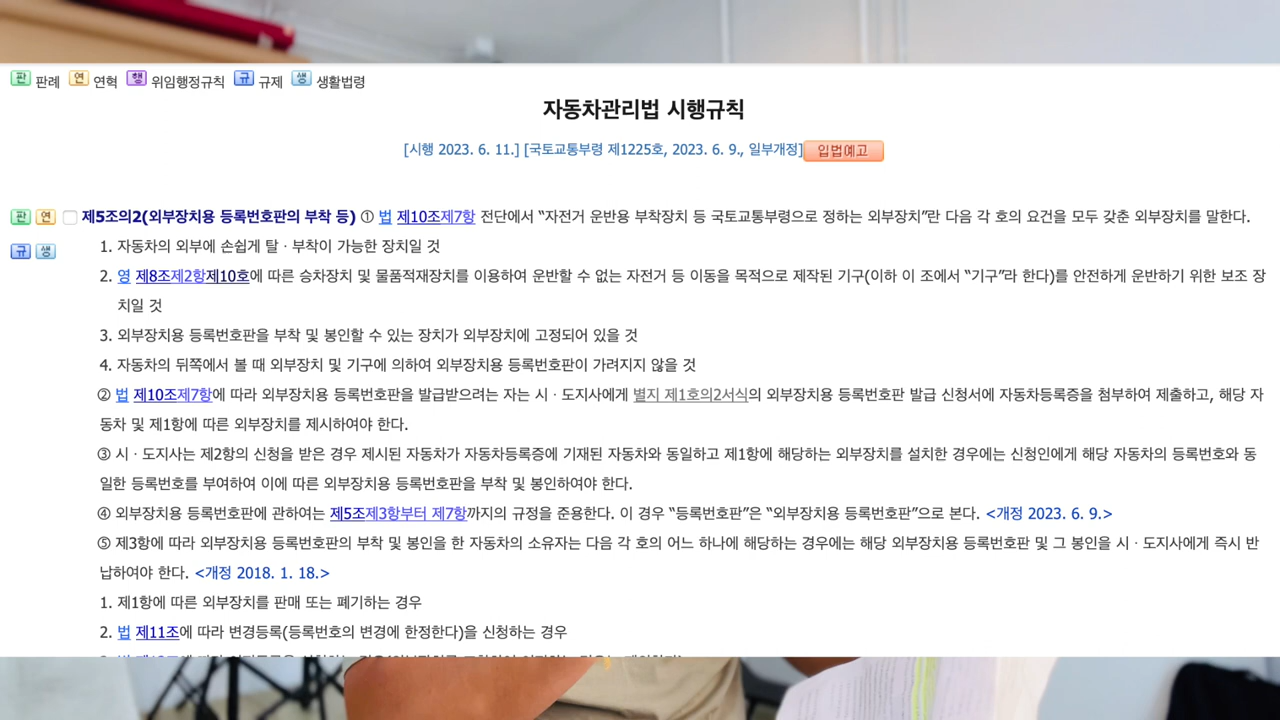 판 판례 연 연혁 행 위임행정규칙 규 규제 생 생활법령
자동차관리법 시행규칙
[시행 2023. 6. 11.] [국토교통부령 제1225호, 2023. 6. 9., 일부개정] 입법예고
판 연 제5조의2(외부장치용 등록번호판의 부착 등) ① 법 제10조제7항 전단에서 “자전거 운반용 부착장치 등 국토교통부령으로 정하는 외부장치”란 다음 각 호의 요건을 모두 갖춘 외부장치를 말한다.
규 생 1. 자동차의 외부에 손쉽게 탈ㆍ부착이 가능한 장치일 것
2. 영 제8조제2항제10호에 따른 승차장치 및 물품적재장치를 이용하여 운반할 수 없는 자전거 등 이동을 목적으로 제작된 기구(이하 이 조에서 “기구”라 한다)를 안전하게 운반하기 위한 보조 장
치일 것
3. 외부장치용 등록번호판을 부착 및 봉인할 수 있는 장치가 외부장치에 고정되어 있을 것
4. 자동차의 뒤쪽에서 볼 때 외부장치 및 기구에 의하여 외부장치용 등록번호판이 가려지지 않을 것
② 법 제10조제7항에 따라 외부장치용 등록번호판을 발급받으려는 자는 시ㆍ도지사에게 별지 제1호의2서식의 외부장치용 등록번호판 발급 신청서에 자동차등록증을 첨부하여 제출하고, 해당 자
동차 및 제1항에 따른 외부장치를 제시하여야 한다.
③ 시ㆍ도지사는 제2항의 신청을 받은 경우 제시된 자동차가 자동차등록증에 기재된 자동차와 동일하고 제1항에 해당하는 외부장치를 설치한 경우에는 신청인에게 해당 자동차의 등록번호와 동
일한 등록번호를 부여하여 이에 따른 외부장치용 등록번호판을 부착 및 봉인하여야 한다.
④ 외부장치용 등록번호판에 관하여는 제5조제3항부터 제7항까지의 규정을 준용한다. 이 경우 “등록번호판”은 “외부장치용 등록번호판”으로 본다. <개정 2023. 6. 9.>
⑤ 제3항에 따라 외부장치용 등록번호판의 부착 및 봉인을 한 자동차의 소유자는 다음 각 호의 어느 하나에 해당하는 경우에는 해당 외부장치용 등록번호판 및 그 봉인을 시ㆍ도지사에게 즉시 반
납하여야 한다. <개정 2018. 1. 18.>
1. 제1항에 따른 외부장치를 판매 또는 폐기하는 경우
2. 법 제11조에 따라 변경등록(등록번호의 변경에 한정한다)을 신청하는 경우